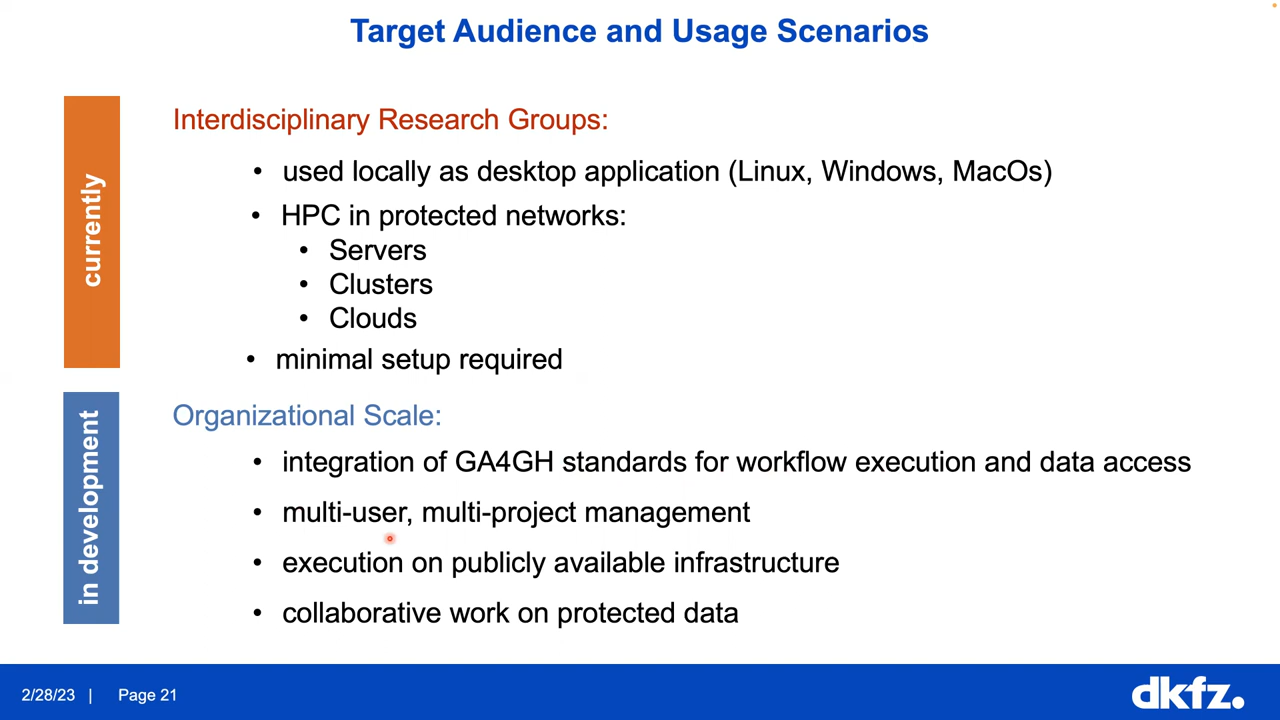 Target Audience and Usage Scenarios
currently
Interdisciplinary Research Groups:
• used locally as desktop application (Linux, Windows, MacOs)
• HPC in protected networks:
• Servers
• Clusters
• Clouds
• minimal setup required
in development
Organizational Scale:
• integration of GA4GH standards for workflow execution and data access
• multi-user, multi-project management
• execution on publicly available infrastructure
• collaborative work on protected data
2/28/23 | Page 21
dkfz.